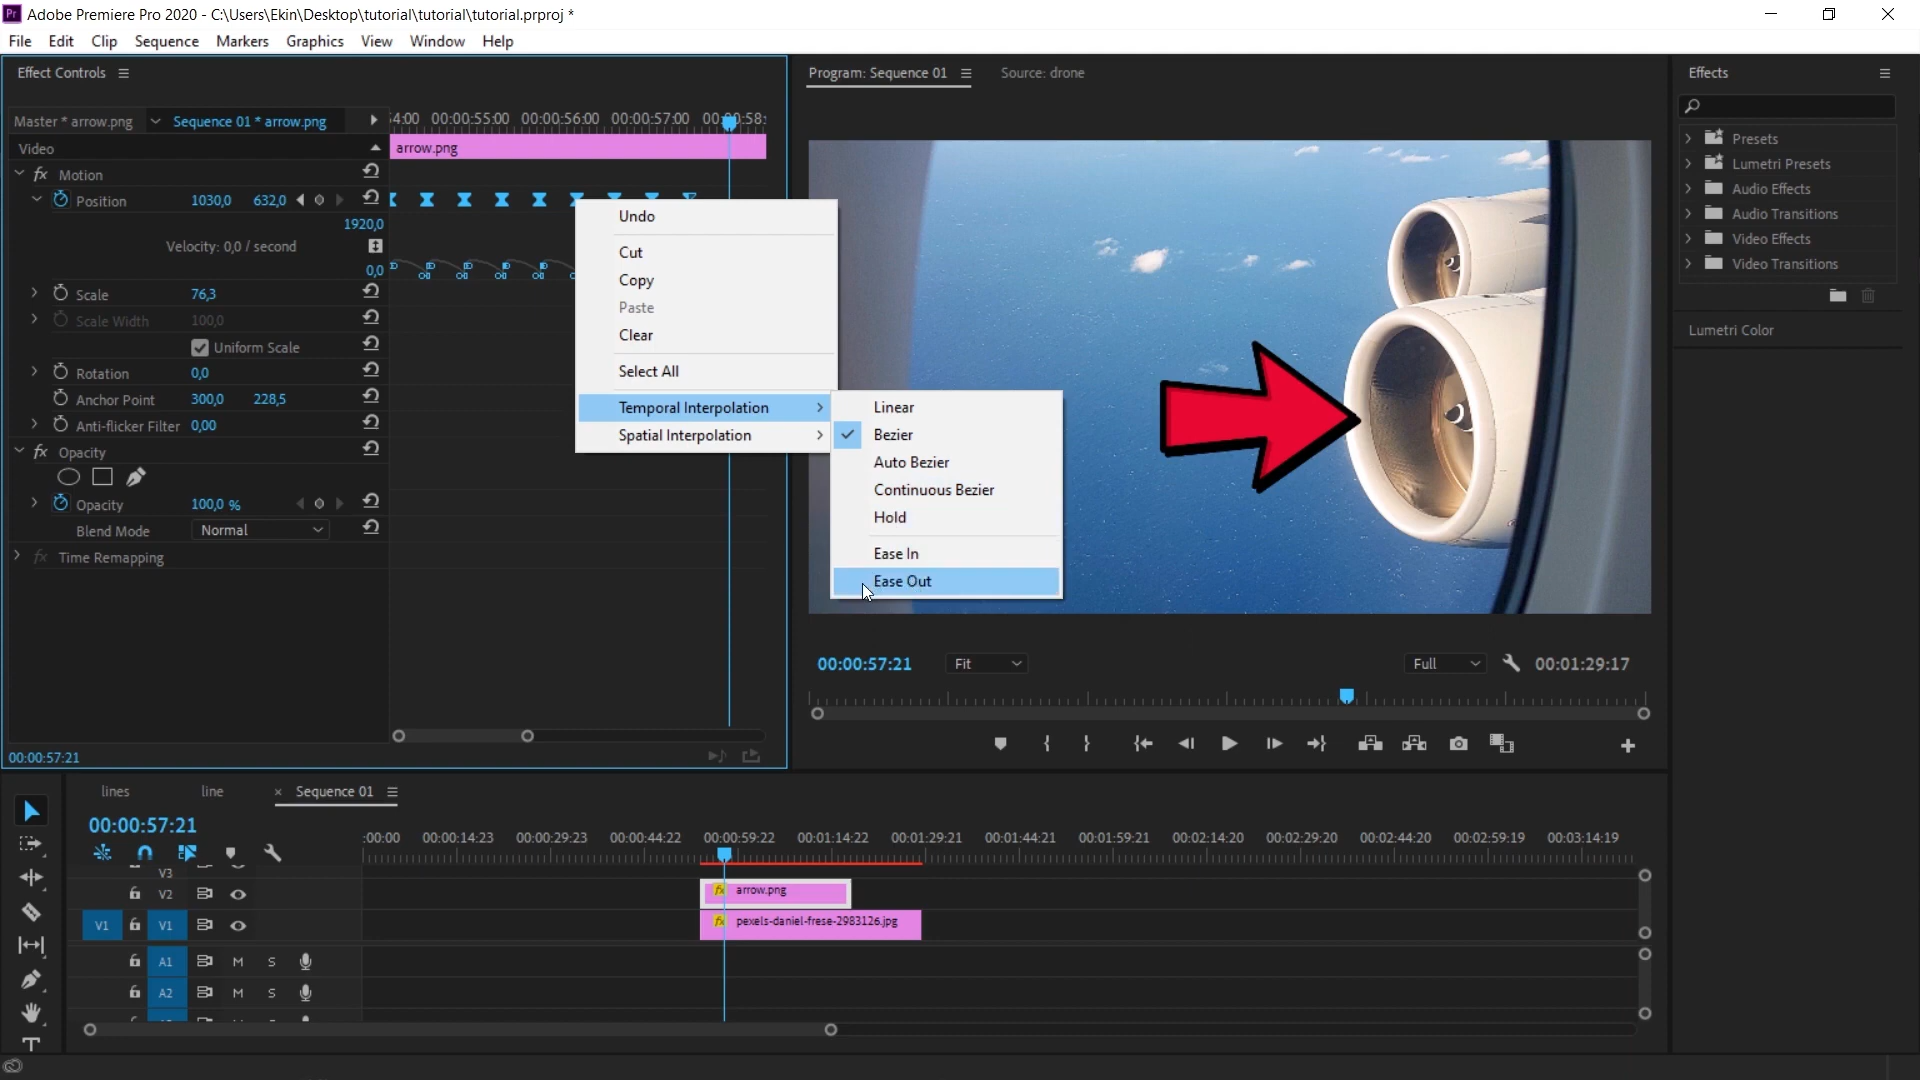 Pr Adobe Premiere Pro 2020 - C:\Users\Ekin\Desktop\tutorial\tutorial\tutorial.prproj *
File Edit Clip Sequence Markers Graphics View Window Help
Effect Controls
Master * arrow.png Sequence 01 * arrow.png
00:00:55:00 00:00:56:00 00:00:57:00
Video
arrow.png
fx Motion
Position 1030,0 632,0
1920,0
Velocity: 0,0 / second
0,0
Scale 76,3
Scale Width 100,0
Uniform Scale
Rotation 0,0
Anchor Point 300,0 228,5
Anti-flicker Filter 0,00
fx Opacity
Opacity 100,0 %
Blend Mode Normal
fx Time Remapping
00:00:57:21
Undo
Cut
Copy
Paste
Clear
Select All
Temporal Interpolation
Spatial Interpolation
Linear
Bezier
Auto Bezier
Continuous Bezier
Hold
Ease In
Ease Out
Program: Sequence 01 Source: drone
00:00:57:21 Fit Full 00:01:29:17
Effects
Presets
Lumetri Presets
Audio Effects
Audio Transitions
Video Effects
Video Transitions
Lumetri Color
lines line × Sequence 01
00:00:57:21
:00:00 00:00:14:23 00:00:29:23 00:00:44:22 00:00:59:22 00:01:14:22 00:01:29:21 00:01:44:21 00:01:59:21 00:02:14:20 00:02:29:20 00:02:44:20 00:02:59:19 00:03:14:19
V3
V2 fx arrow.png
V1 V1 fx pexels-daniel-frese-2983126.jpg
A1 M S
A2 M S